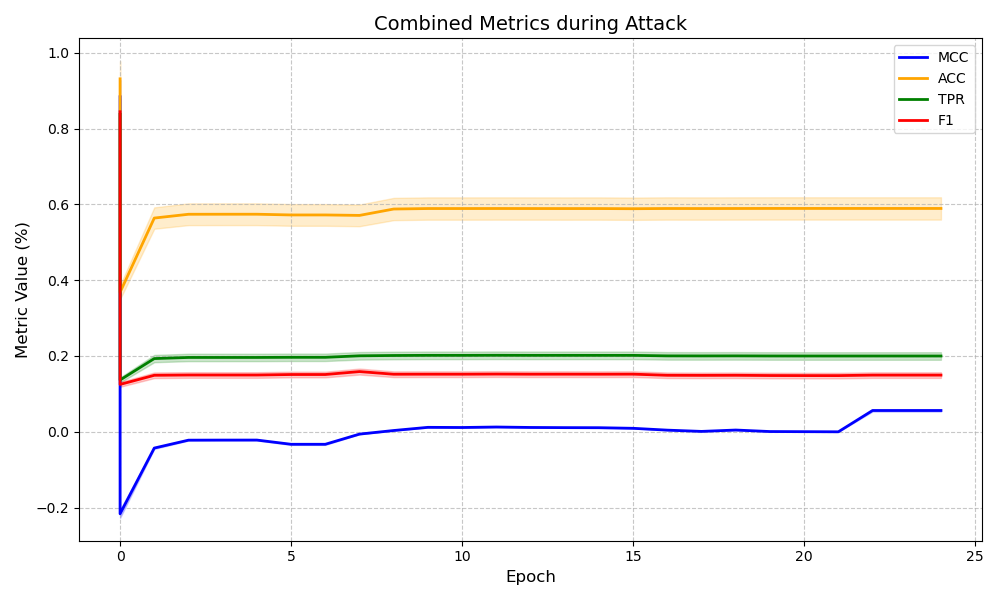 Combined Metrics during Attack
MCC
ACC
TPR
F1
1.0
0.8
0.6
0.4
0.2
0.0
−0.2
Metric Value (%)
0
5
10
15
20
25
Epoch